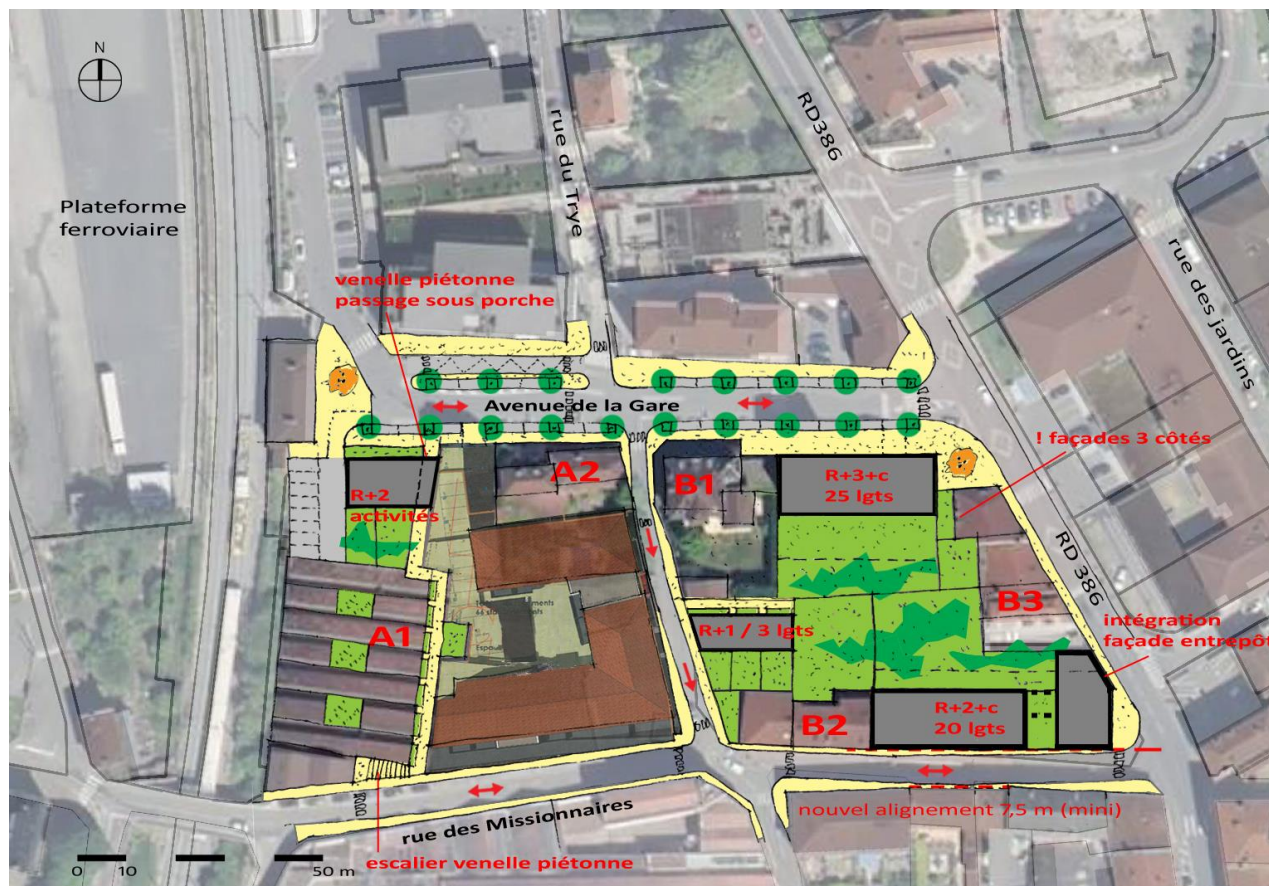 N
Plateforme
ferroviaire
rue du Trye
RD386
rue des jardins
venelle piétonne
passage sous porche
Avenue de la Gare
! façades 3 côtés
A2
B1
R+3+c
25 lgts
R+2
activités
RD 386
B3
A1
R+1 / 3 lgts
intégration
façade entrepôt
B2
R+2+c
20 lgts
nouvel alignement 7,5 m (mini)
rue des Missionnaires
escalier venelle piétonne
0 10 50 m